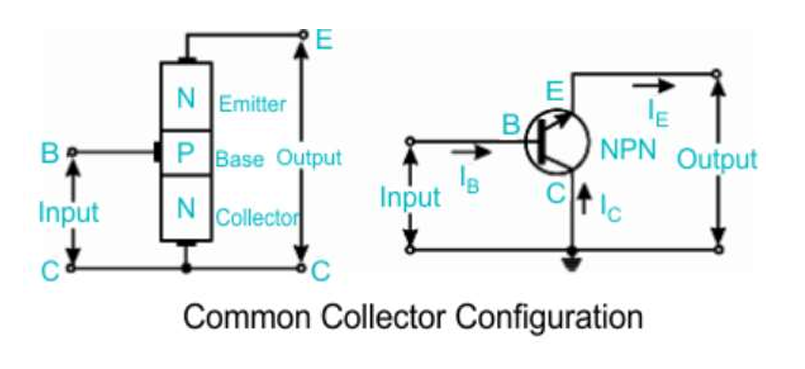 E
N Emitter
B P Base Output
Input
N Collector
C C
E
I_E
B
NPN Output
I_B
Input
C I_C
Common Collector Configuration